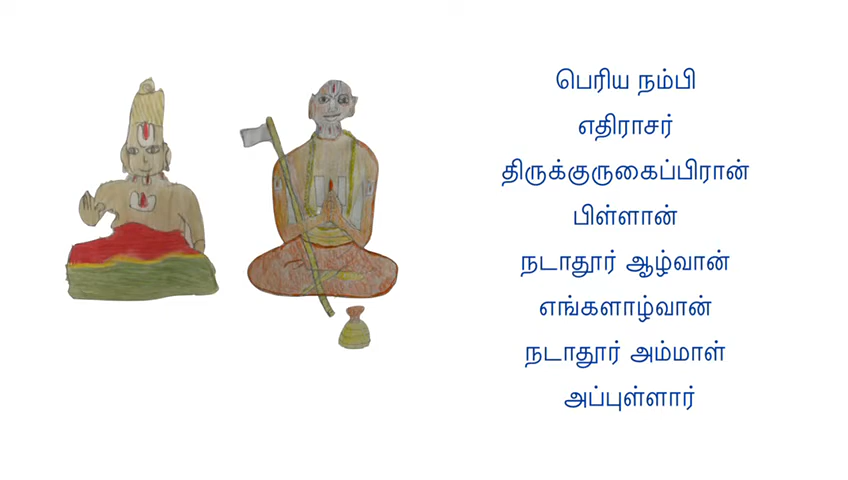 பெரிய நம்பி
எதிராசர்
திருக்குருகைப்பிரான்
பிள்ளான்
நடாதூர் ஆழ்வான்
எங்களாழ்வான்
நடாதூர் அம்மாள்
அப்புள்ளார்